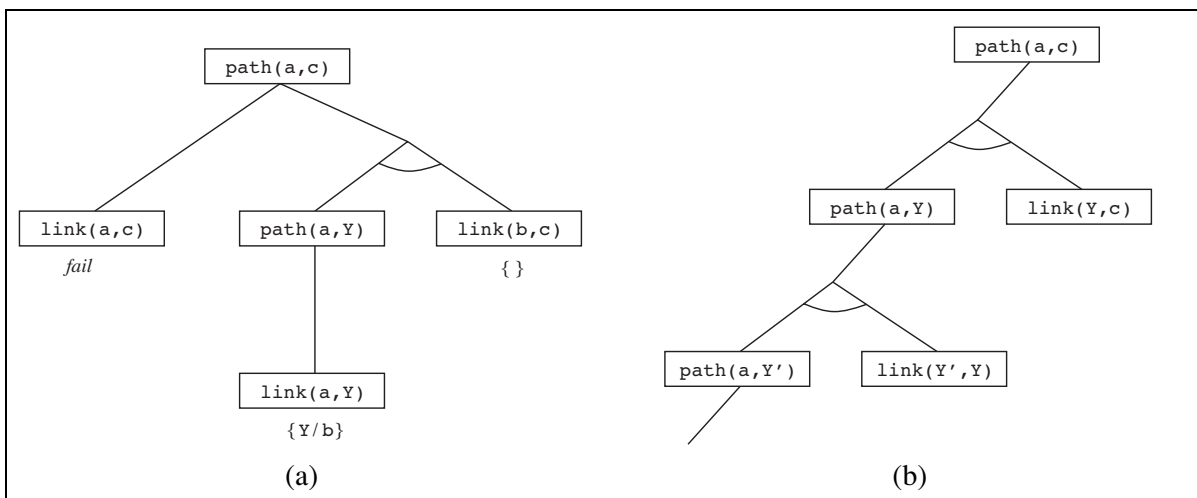 path(a,c)
link(a,c)
path(a,Y)
link(b,c)
fail
{ }
link(a,Y)
{Y/b}
(a)
path(a,c)
path(a,Y)
link(Y,c)
path(a,Y’)
link(Y’,Y)
(b)